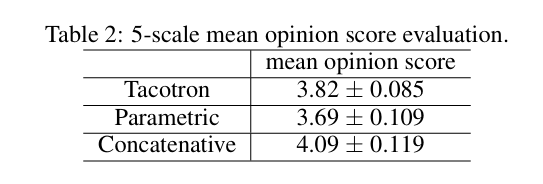 Table 2: 5-scale mean opinion score evaluation.
mean opinion score
Tacotron 3.82 ± 0.085
Parametric 3.69 ± 0.109
Concatenative 4.09 ± 0.119